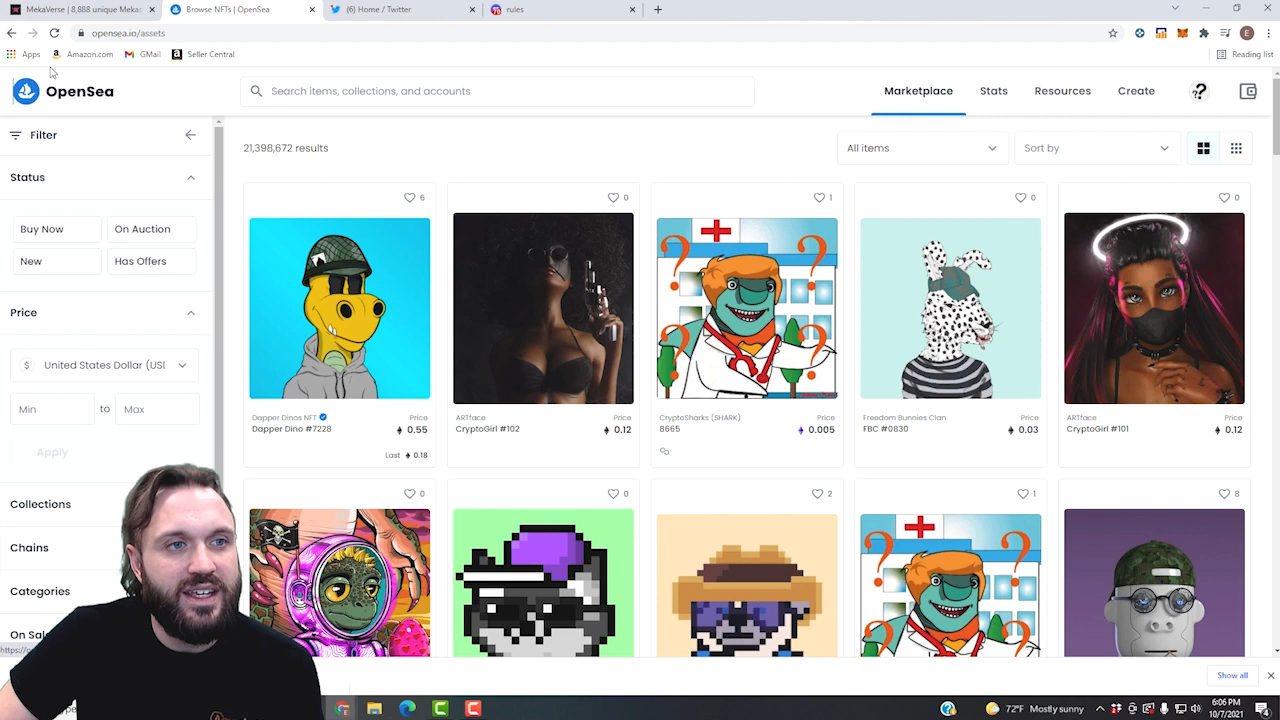 MekaVerse | 8,888 unique Mekas
Browse NFTs | OpenSea
(6) Home / Twitter
rules
opensea.io/assets
E
Apps
Amazon.com
GMail
Seller Central
Reading list
OpenSea
Search items, collections, and accounts
Marketplace
Stats
Resources
Create
Filter
21,398,672 results
All items
Sort by
Status
Buy Now
On Auction
New
Has Offers
Price
$ United States Dollar (USD
Min
to
Max
Apply
Collections
Chains
Categories
On Sal
6
0
1
0
0
Dapper Dinos NFT
Price
Dapper Dino #7228
0.55
Last 0.18
ARTface
Price
CryptoGirl #102
0.12
CryptoSharks (SHARK)
Price
8665
0.005
Freedom Bunnies Clan
Price
FBC #0830
0.03
ARTface
Price
CryptoGirl #101
0.12
0
0
2
1
8
Show all
72°F Mostly sunny
6:06 PM
10/7/2021